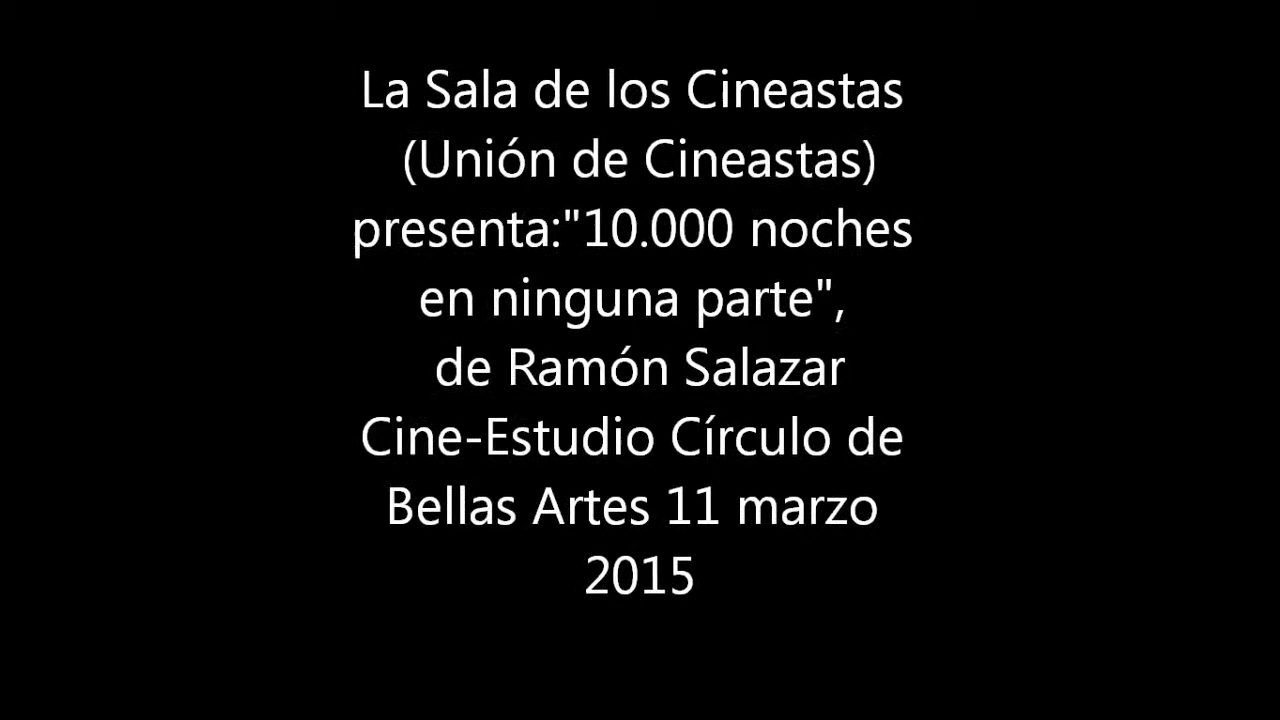 La Sala de los Cineastas
(Unión de Cineastas)
presenta:"10.000 noches
en ninguna parte",
de Ramón Salazar
Cine-Estudio Círculo de
Bellas Artes 11 marzo
2015